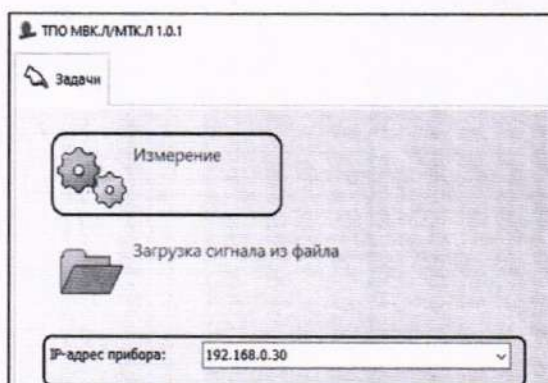 ТПО МВК.Л/МТК.Л 1.0.1
Задачи
Измерение
Загрузка сигнала из файла
IP-адрес прибора: 192.168.0.30